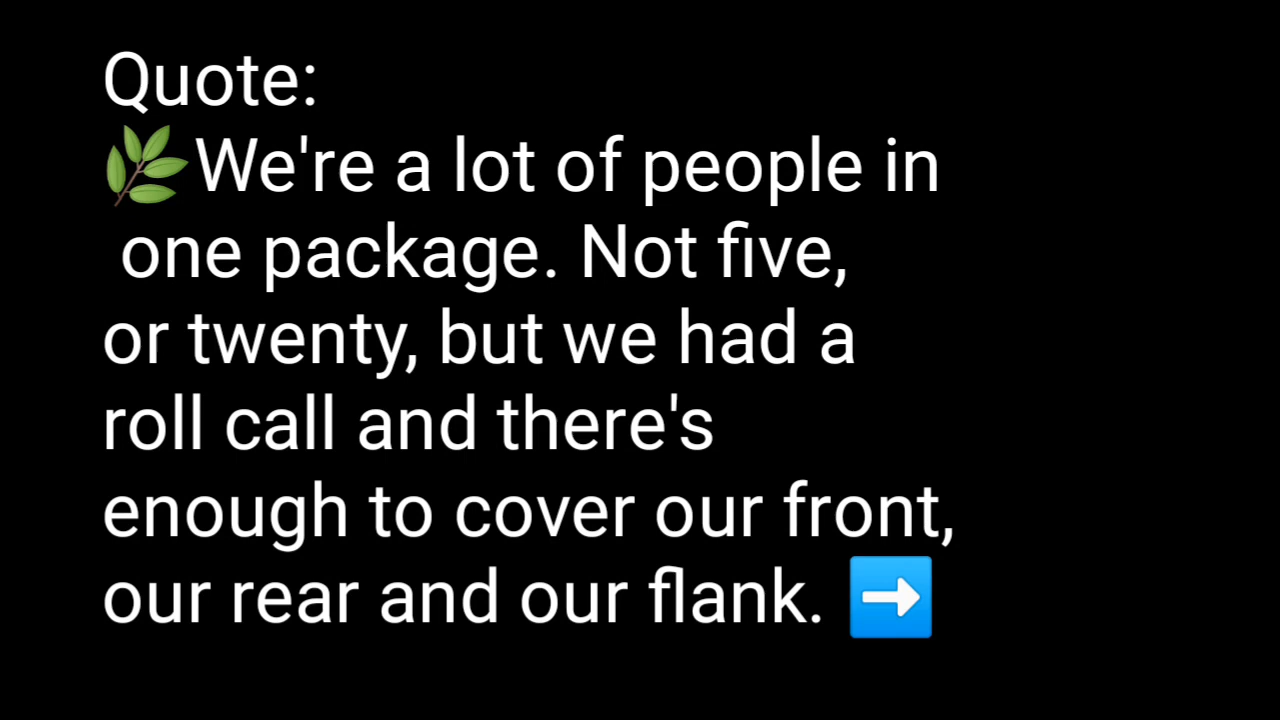 Quote:
🌿We're a lot of people in
one package. Not five,
or twenty, but we had a
roll call and there's
enough to cover our front,
our rear and our flank. ➡️